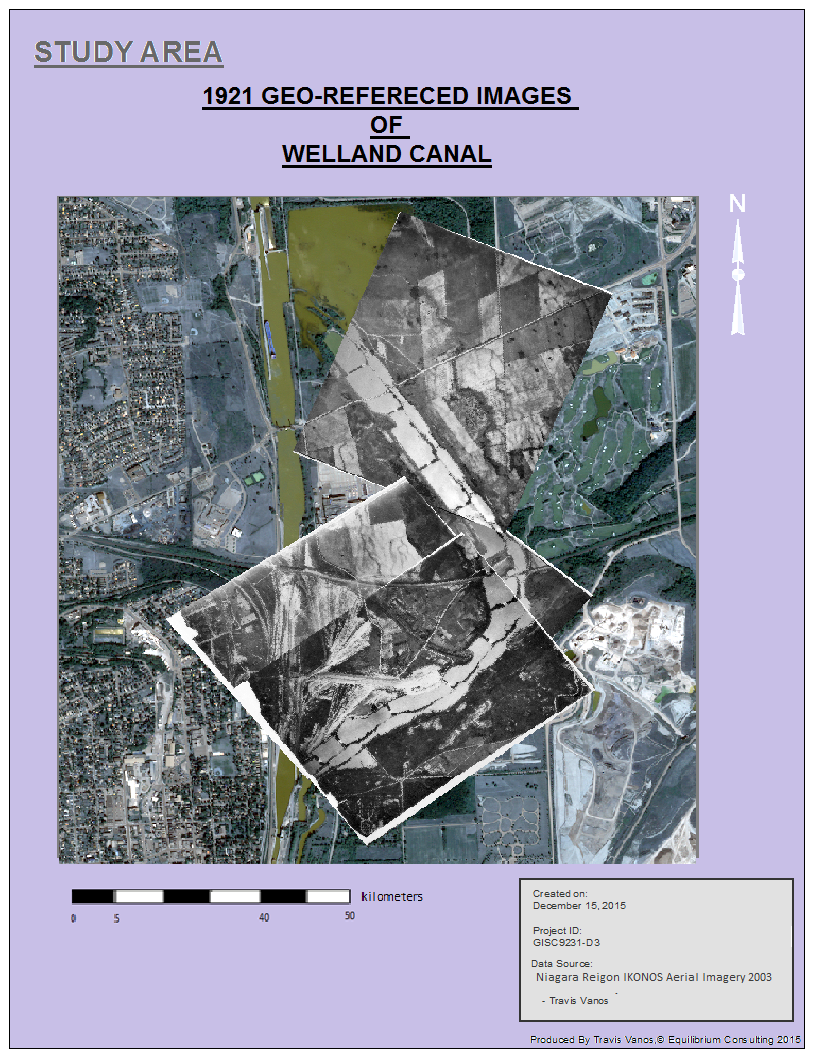 STUDY AREA
1921 GEO-REFERECED IMAGES
OF
WELLAND CANAL
N
kilometers
0 5 40 50
Created on:
December 15, 2015
Project ID:
GISC9231-D3
Data Source:
Niagara Reigon IKONOS Aerial Imagery 2003
- Travis Vanos
Produced By Travis Vanos,© Equilibrium Consulting 2015